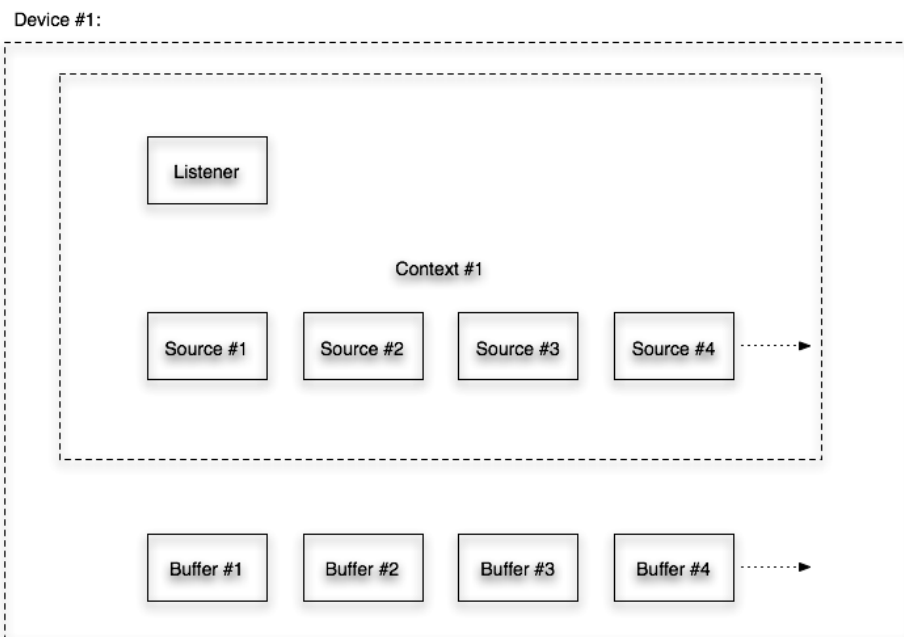 Device #1:
Listener
Context #1
Source #1 Source #2 Source #3 Source #4
Buffer #1 Buffer #2 Buffer #3 Buffer #4